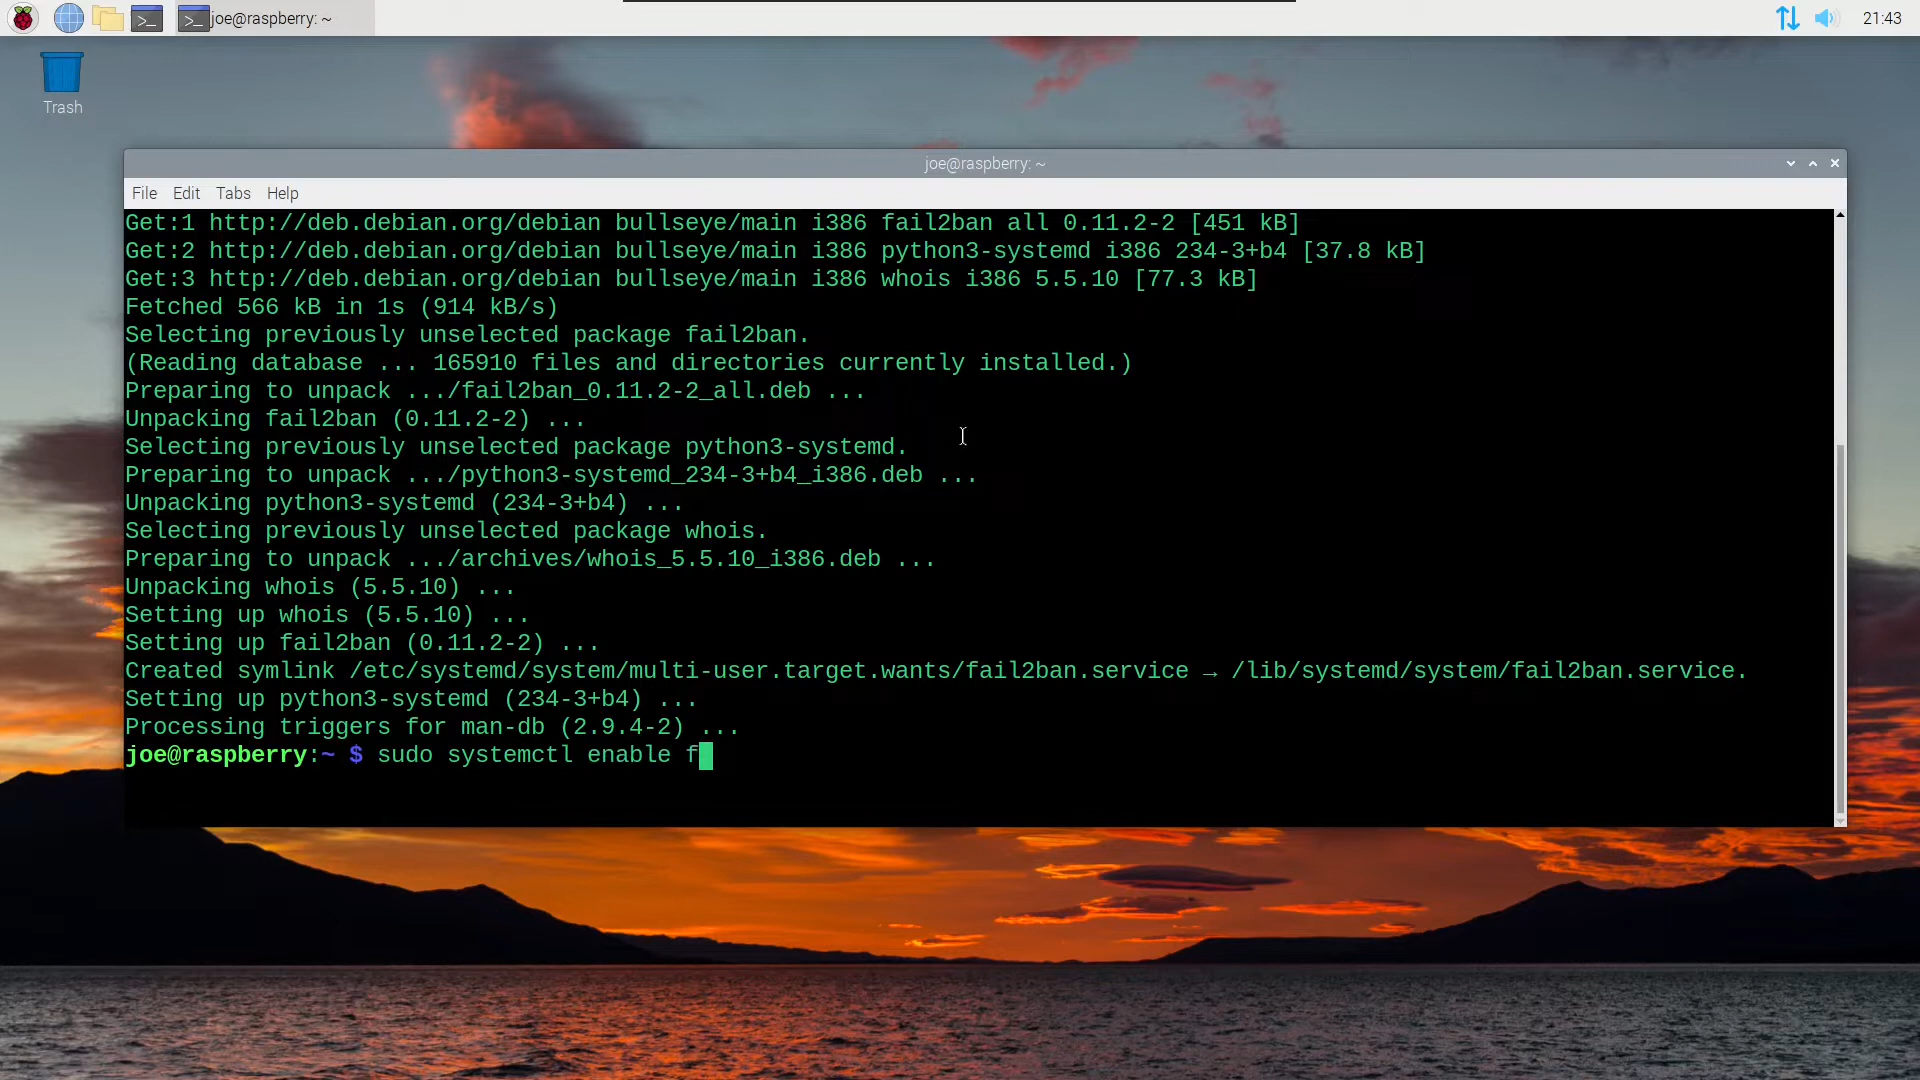 joe@raspberry: ~
21:43
Trash
joe@raspberry: ~
File Edit Tabs Help
Get:1 http://deb.debian.org/debian bullseye/main i386 fail2ban all 0.11.2-2 [451 kB]
Get:2 http://deb.debian.org/debian bullseye/main i386 python3-systemd i386 234-3+b4 [37.8 kB]
Get:3 http://deb.debian.org/debian bullseye/main i386 whois i386 5.5.10 [77.3 kB]
Fetched 566 kB in 1s (914 kB/s)
Selecting previously unselected package fail2ban.
(Reading database ... 165910 files and directories currently installed.)
Preparing to unpack .../fail2ban_0.11.2-2_all.deb ...
Unpacking fail2ban (0.11.2-2) ...
Selecting previously unselected package python3-systemd.
Preparing to unpack .../python3-systemd_234-3+b4_i386.deb ...
Unpacking python3-systemd (234-3+b4) ...
Selecting previously unselected package whois.
Preparing to unpack .../archives/whois_5.5.10_i386.deb ...
Unpacking whois (5.5.10) ...
Setting up whois (5.5.10) ...
Setting up fail2ban (0.11.2-2) ...
Created symlink /etc/systemd/system/multi-user.target.wants/fail2ban.service → /lib/systemd/system/fail2ban.service.
Setting up python3-systemd (234-3+b4) ...
Processing triggers for man-db (2.9.4-2) ...
joe@raspberry:~ $ sudo systemctl enable f